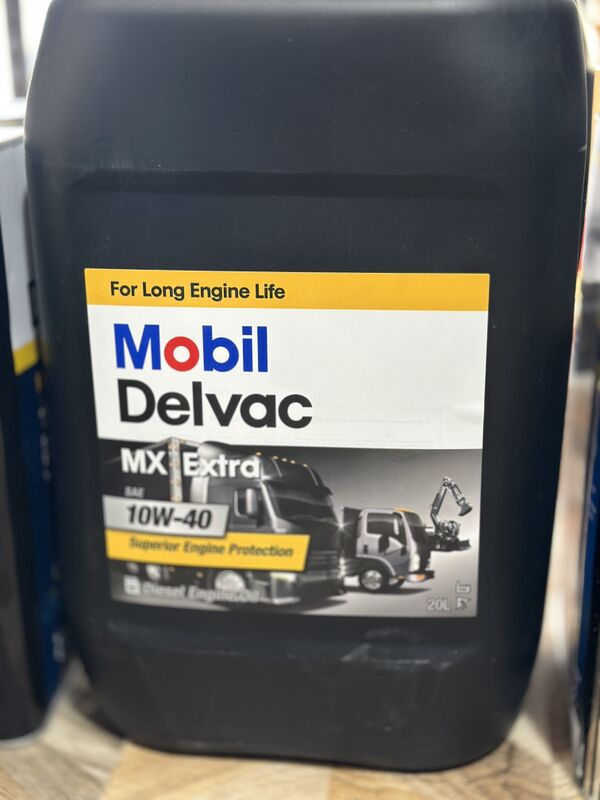 For Long Engine Life
Mobil
Delvac
MX Extra
SAE
10W-40
Superior Engine Protection
Diesel Engine Oil
20L